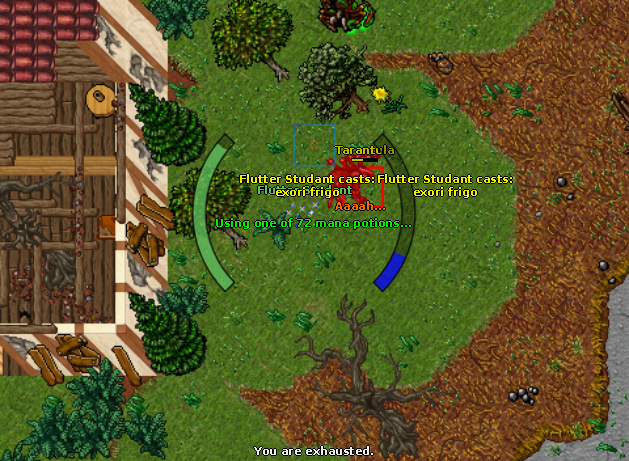 Tarantula
Flutter Studant casts: Flutter Studant casts:
exori frigo exori frigo
Aaaah...
Using one of 72 mana potions...
You are exhausted.